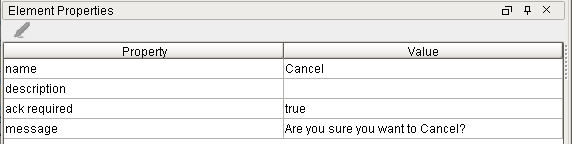 Element Properties
Property Value
name Cancel
description
ack required true
message Are you sure you want to Cancel?